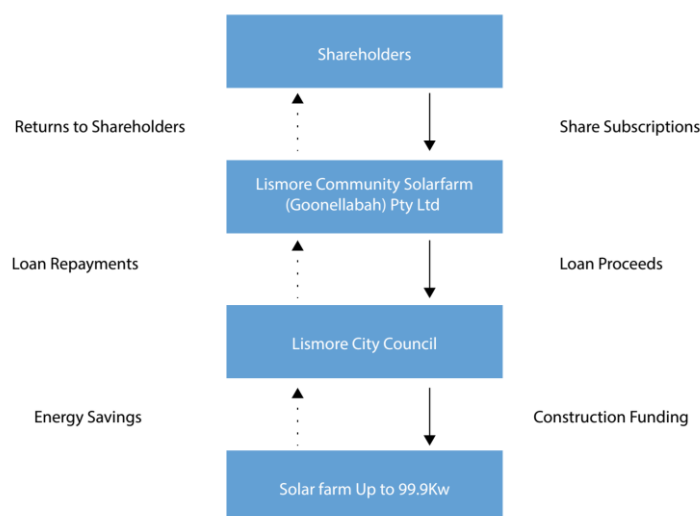 Shareholders
Returns to Shareholders
Share Subscriptions
Lismore Community Solarfarm
(Goonellabah) Pty Ltd
Loan Repayments
Loan Proceeds
Lismore City Council
Energy Savings
Construction Funding
Solar farm Up to 99.9Kw